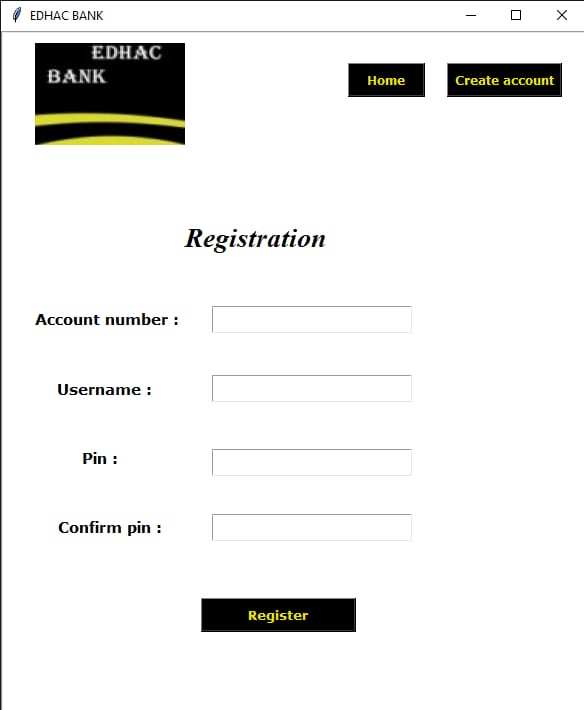 EDHAC BANK
EDHAC
BANK
Home
Create account
Registration
Account number :
Username :
Pin :
Confirm pin :
Register